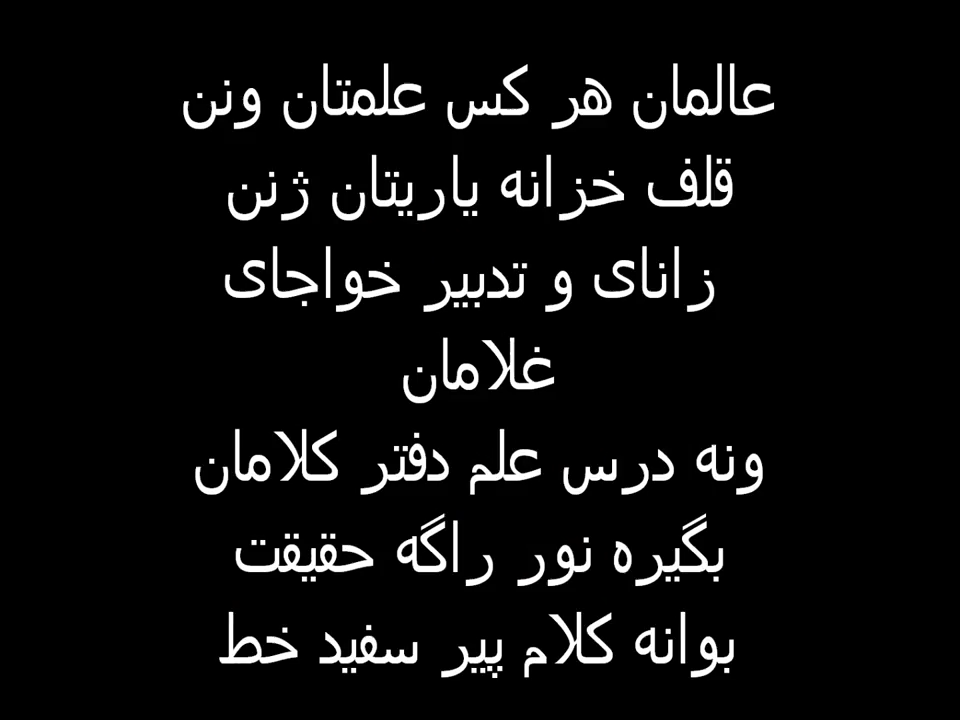 عالمان هر کس علمتان ونن
قلف خزانه یاریتان ژنن
زانای و تدبیر خواجای
غلامان
ونه درس علم دفتر کلامان
بگیره نور راگه حقیقت
بوانه کلام پیر سفید خط